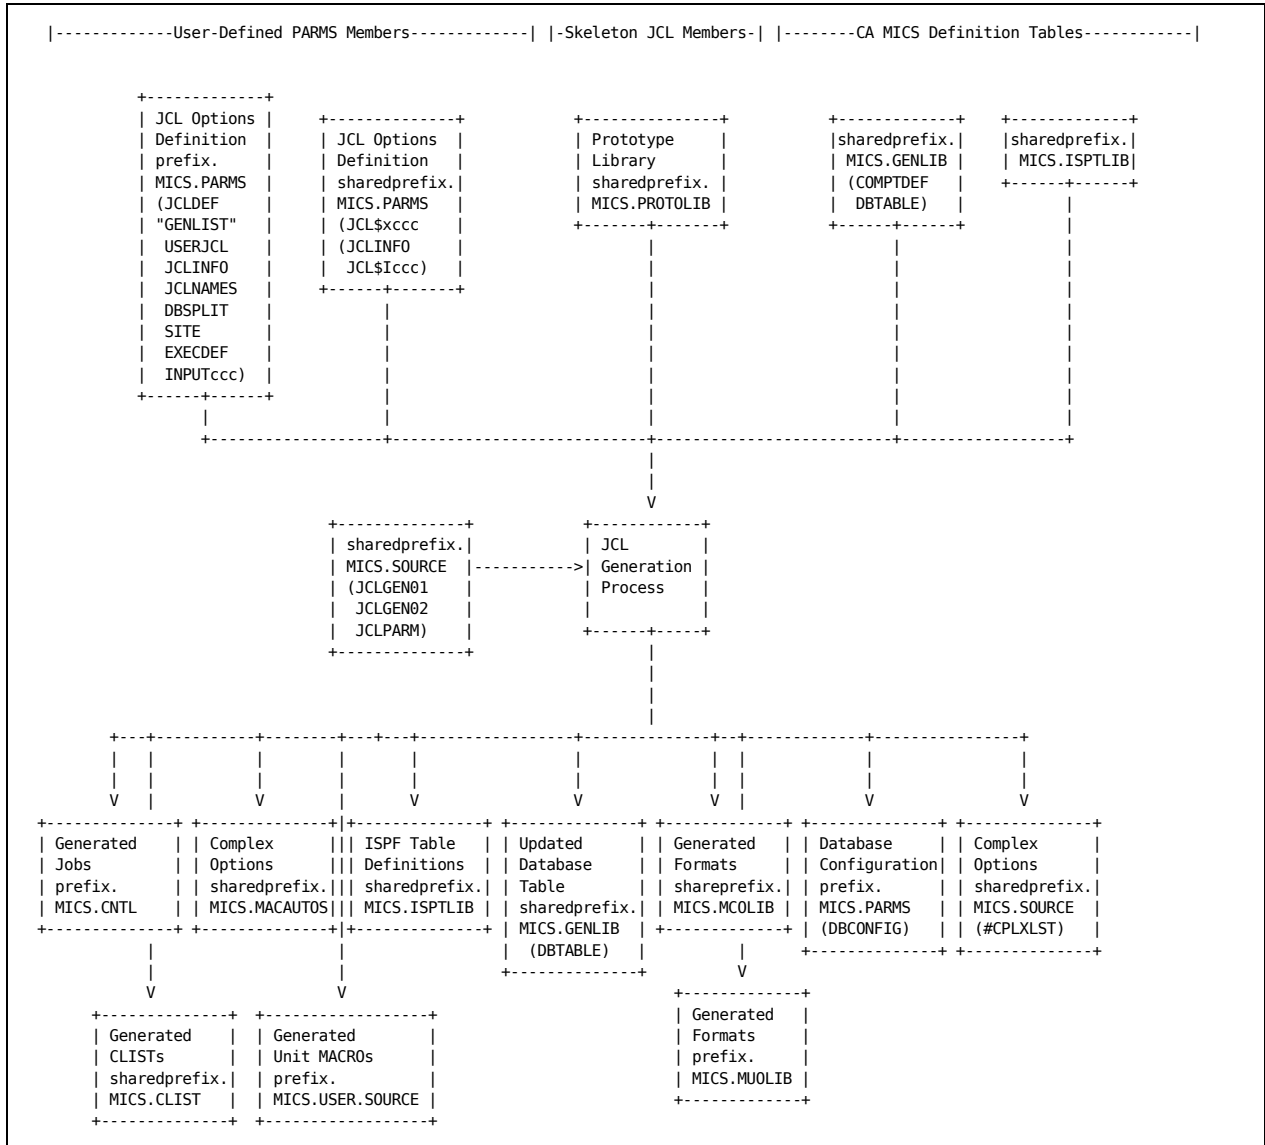 |-------------User-Defined PARMS Members-------------| |-Skeleton JCL Members-| |--------CA MICS Definition Tables------------|
JCL Options
Definition
prefix.
MICS.PARMS
(JCLDEF
"GENLIST"
USERJCL
JCLINFO
JCLNAMES
DBSPLIT
SITE
EXECDEF
INPUTccc)
JCL Options
Definition
sharedprefix.
MICS.PARMS
(JCL$xccc
(JCLINFO
JCL$Iccc)
Prototype
Library
sharedprefix.
MICS.PROTOLIB
sharedprefix.
MICS.GENLIB
(COMPTDEF
DBTABLE)
sharedprefix.
MICS.ISPTLIB
sharedprefix.
MICS.SOURCE
(JCLGEN01
JCLGEN02
JCLPARM)
JCL
Generation
Process
Generated
Jobs
prefix.
MICS.CNTL
Complex
Options
sharedprefix.
MICS.MACAUTOS
ISPF Table
Definitions
sharedprefix.
MICS.ISPTLIB
Updated
Database
Table
sharedprefix.
MICS.GENLIB
(DBTABLE)
Generated
Formats
shareprefix.
MICS.MCOLIB
Database
Configuration
prefix.
MICS.PARMS
(DBCONFIG)
Complex
Options
sharedprefix.
MICS.SOURCE
(#CPLXLST)
Generated
CLISTs
sharedprefix.
MICS.CLIST
Generated
Unit MACROs
prefix.
MICS.USER.SOURCE
Generated
Formats
prefix.
MICS.MUOLIB